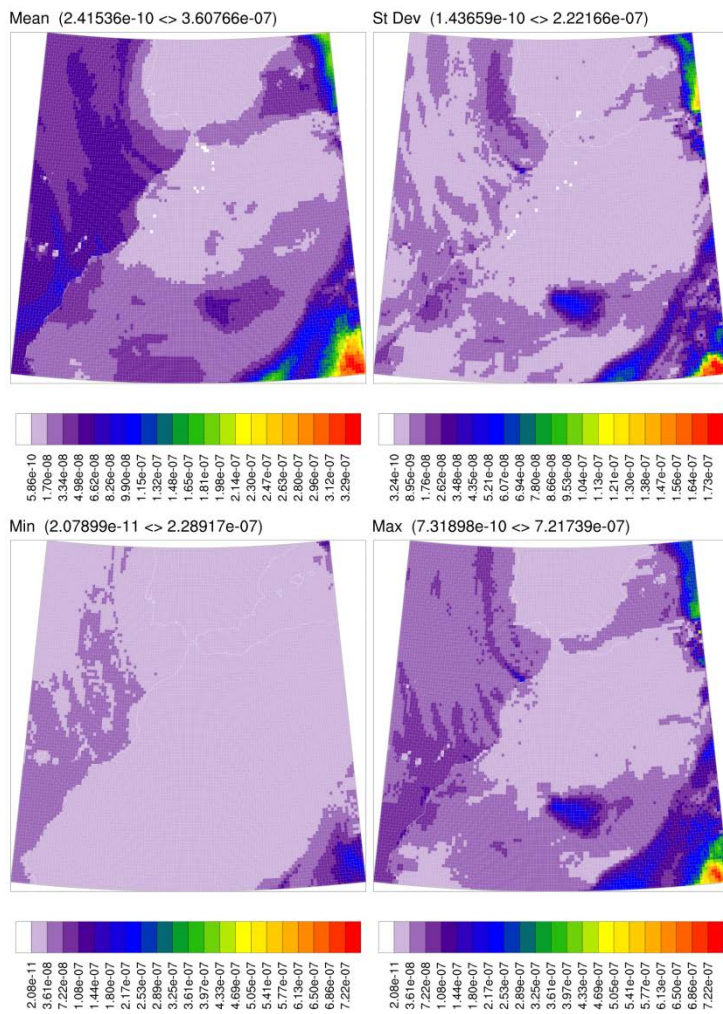 Mean (2.41536e-10 <> 3.60766e-07)
St Dev (1.43659e-10 <> 2.22166e-07)
5.86e-10 1.70e-08 3.34e-08 4.98e-08 6.62e-08 8.26e-08 9.90e-08 1.15e-07 1.32e-07 1.48e-07 1.65e-07 1.81e-07 1.98e-07 2.14e-07 2.30e-07 2.47e-07 2.63e-07 2.80e-07 2.96e-07 3.12e-07 3.29e-07
3.24e-10 8.95e-09 1.76e-08 2.62e-08 3.48e-08 4.35e-08 5.21e-08 6.07e-08 6.94e-08 7.80e-08 8.66e-08 9.53e-08 1.04e-07 1.13e-07 1.21e-07 1.30e-07 1.38e-07 1.47e-07 1.56e-07 1.64e-07 1.73e-07
Min (2.07899e-11 <> 2.28917e-07)
Max (7.31898e-10 <> 7.21739e-07)
2.08e-11 3.61e-08 7.22e-08 1.08e-07 1.44e-07 1.80e-07 2.17e-07 2.53e-07 2.89e-07 3.25e-07 3.61e-07 3.97e-07 4.33e-07 4.69e-07 5.05e-07 5.41e-07 5.77e-07 6.13e-07 6.50e-07 6.86e-07 7.22e-07
2.08e-11 3.61e-08 7.22e-08 1.08e-07 1.44e-07 1.80e-07 2.17e-07 2.53e-07 2.89e-07 3.25e-07 3.61e-07 3.97e-07 4.33e-07 4.69e-07 5.05e-07 5.41e-07 5.77e-07 6.13e-07 6.50e-07 6.86e-07 7.22e-07